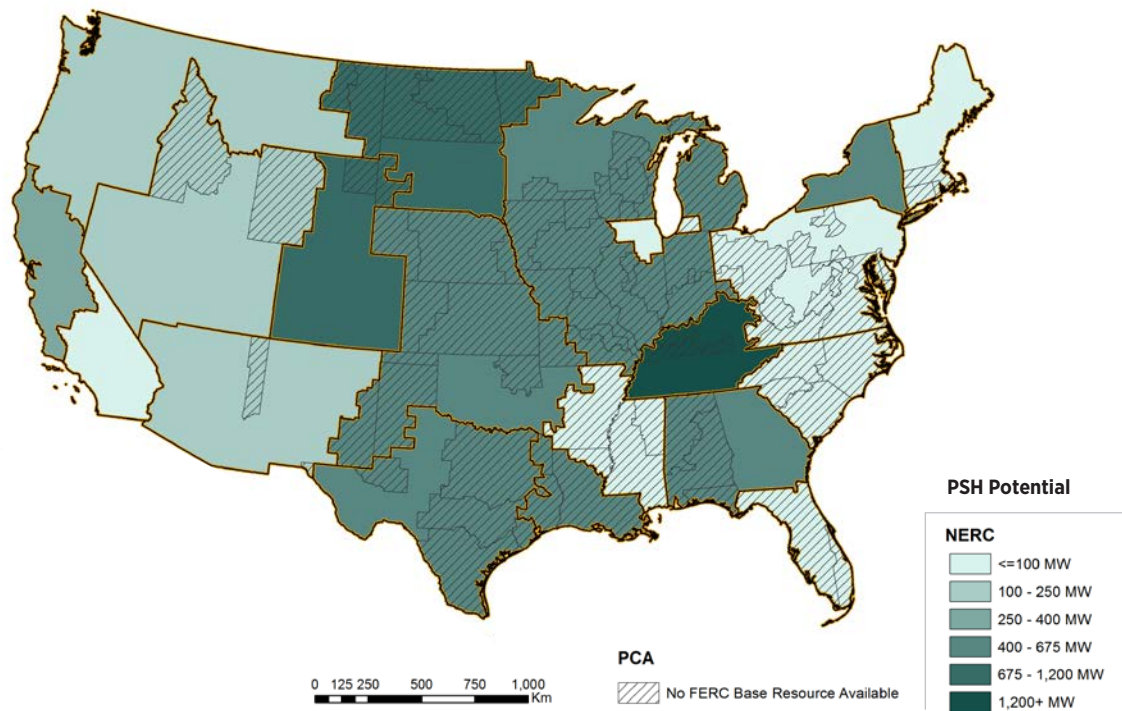 PSH Potential
NERC
<=100 MW
100 - 250 MW
250 - 400 MW
400 - 675 MW
675 - 1,200 MW
1,200+ MW
PCA
No FERC Base Resource Available
0 125 250 500 750 1,000
Km